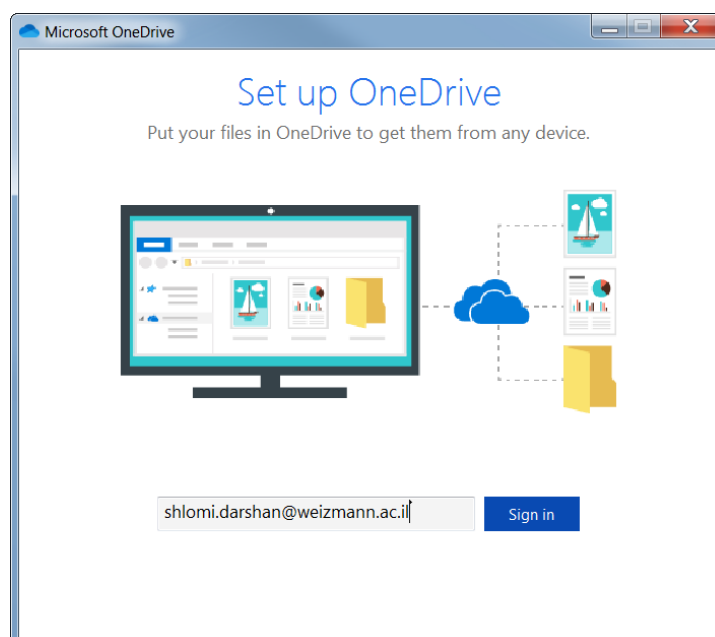 Microsoft OneDrive
Set up OneDrive
Put your files in OneDrive to get them from any device.
shlomi.darshan@weizmann.ac.il
Sign in